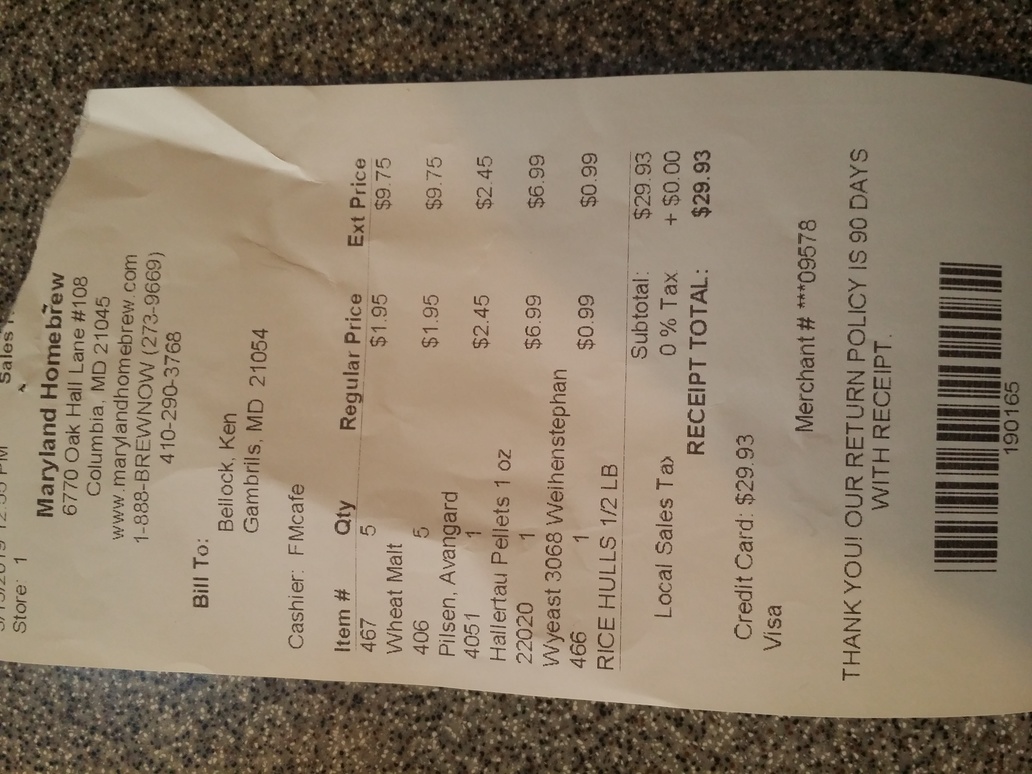 12:55 PM
Sales
Store: 1
Maryland Homebrew
6770 Oak Hall Lane #108
Columbia, MD 21045
www.marylandhomebrew.com
1-888-BREWNOW (273-9669)
410-290-3768
Bill To:
Bellock, Ken
Gambrils, MD 21054
Cashier: FMcafe
Item # Qty Regular Price Ext Price
467 5 $1.95 $9.75
Wheat Malt
406 5 $1.95 $9.75
Pilsen, Avangard
4051 1 $2.45 $2.45
Hallertau Pellets 1 oz
22020 1 $6.99 $6.99
Wyeast 3068 Weihenstephan
466 1 $0.99 $0.99
RICE HULLS 1/2 LB
Subtotal: $29.93
Local Sales Tax 0 % Tax + $0.00
RECEIPT TOTAL: $29.93
Credit Card: $29.93
Visa
Merchant # ***09578
THANK YOU! OUR RETURN POLICY IS 90 DAYS
WITH RECEIPT.
190165